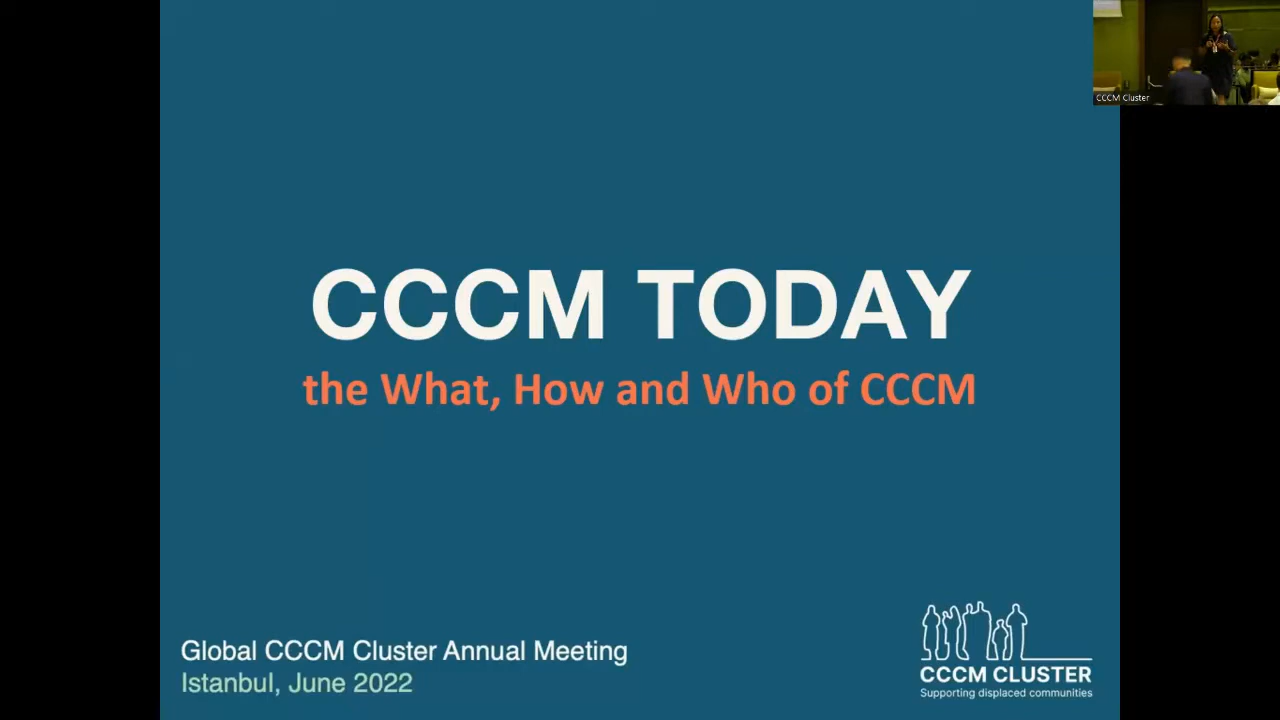 CCCM Cluster
CCCM TODAY
the What, How and Who of CCCM
Global CCCM Cluster Annual Meeting
Istanbul, June 2022
CCCM CLUSTER
Supporting displaced communities